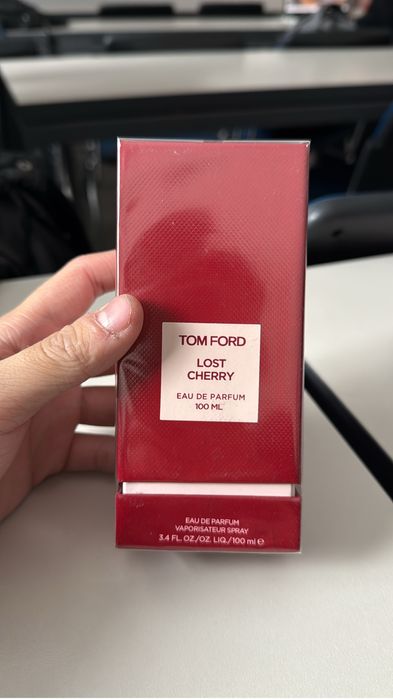 TOM FORD
LOST
CHERRY
EAU DE PARFUM
100 ML
EAU DE PARFUM
VAPORISATEUR SPRAY
3.4 FL. OZ./OZ. LIQ./100 ml ℮